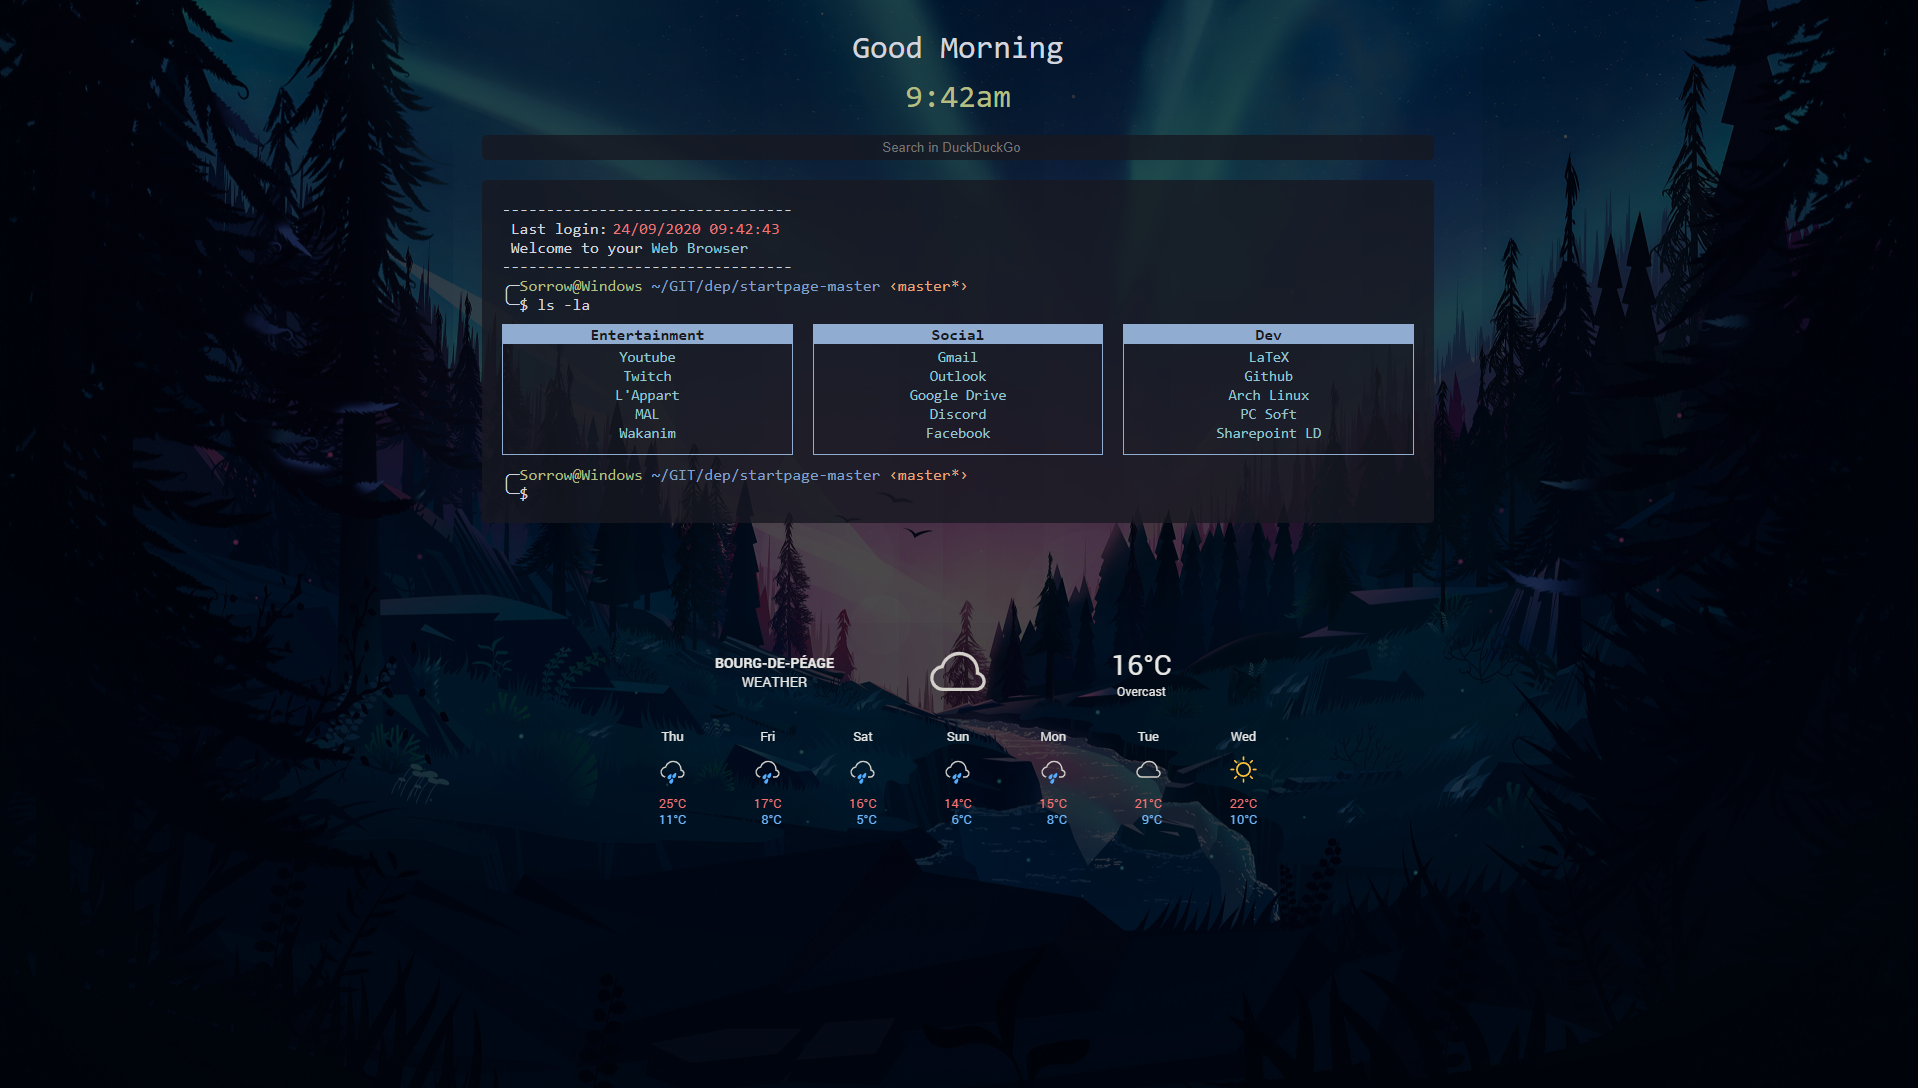 Good Morning
9:42am
Search in DuckDuckGo
---------------------------------
Last login: 24/09/2020 09:42:43
Welcome to your Web Browser
---------------------------------
╭─Sorrow@Windows ~/GIT/dep/startpage-master ‹master*›
╰─$ ls -la
Entertainment
Youtube
Twitch
L'Appart
MAL
Wakanim
Social
Gmail
Outlook
Google Drive
Discord
Facebook
Dev
LaTeX
Github
Arch Linux
PC Soft
Sharepoint LD
╭─Sorrow@Windows ~/GIT/dep/startpage-master ‹master*›
╰─$
BOURG-DE-PÉAGE
WEATHER
16°C
Overcast
Thu Fri Sat Sun Mon Tue Wed
25°C 17°C 16°C 14°C 15°C 21°C 22°C
11°C 8°C 5°C 6°C 8°C 9°C 10°C